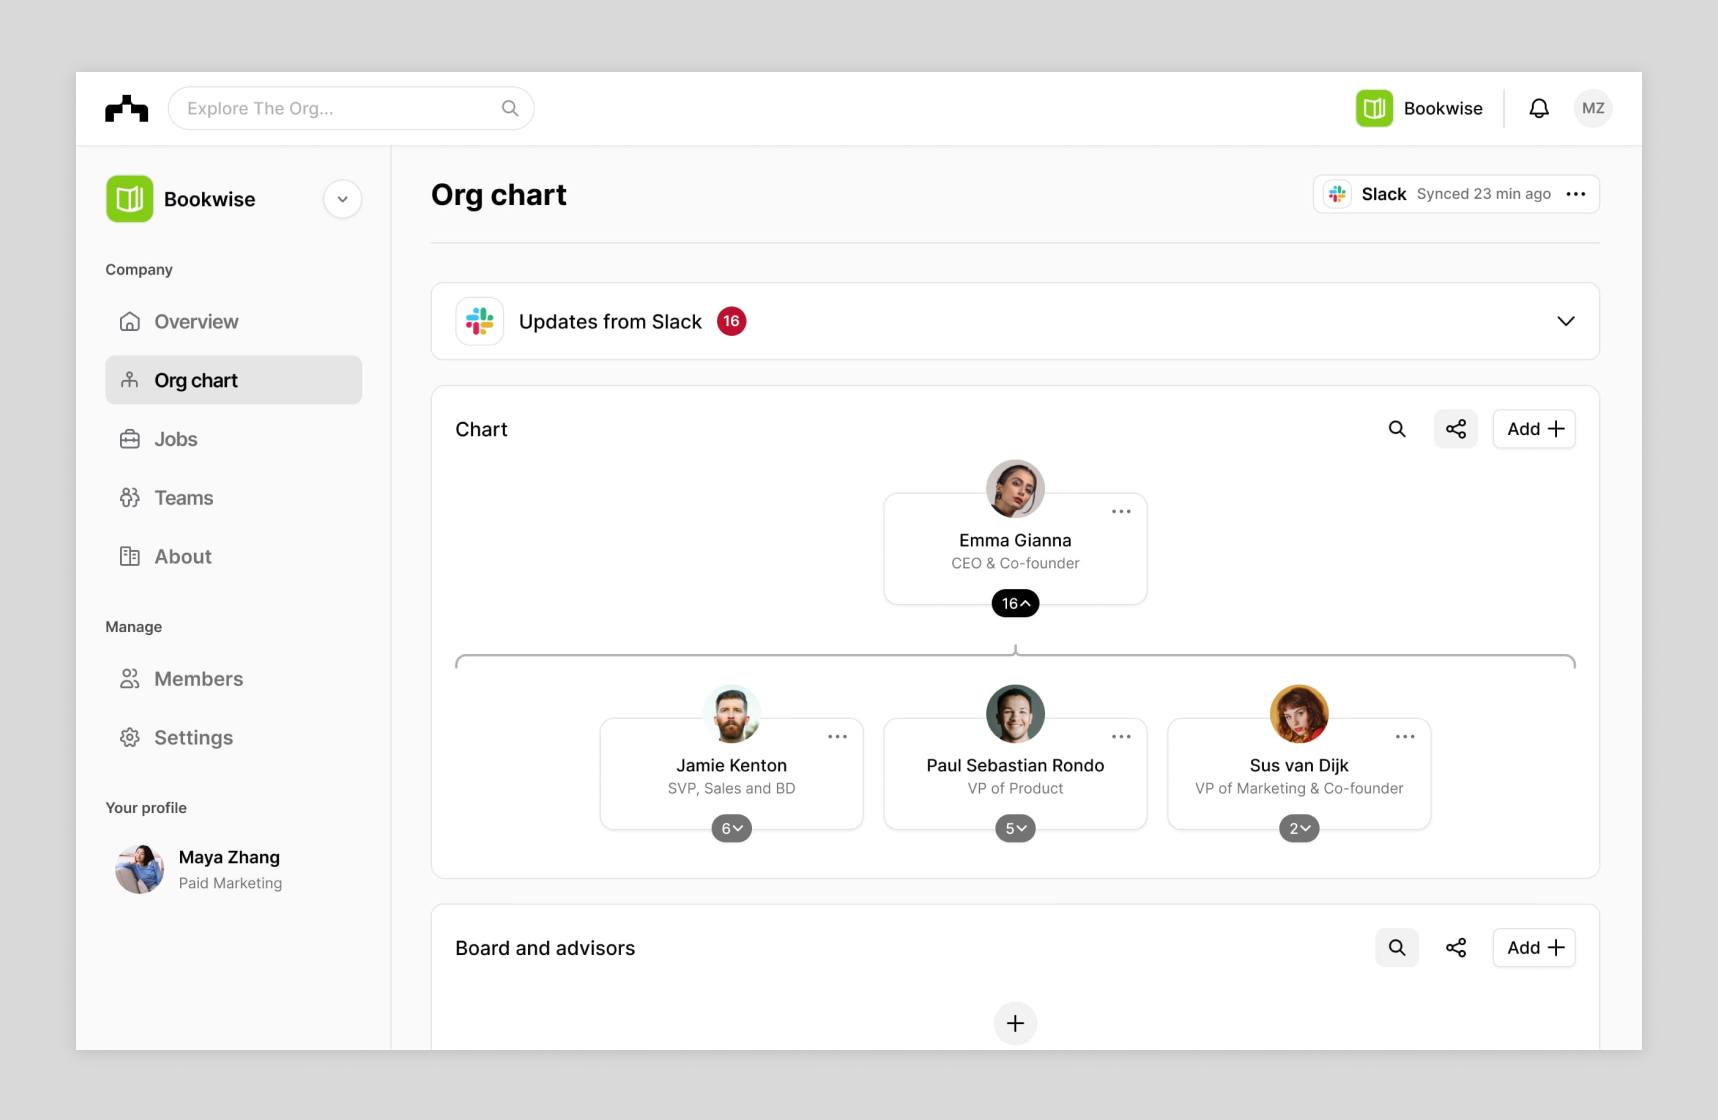 Explore The Org...
Bookwise
MZ
Bookwise
Company
Overview
Org chart
Jobs
Teams
About
Manage
Members
Settings
Your profile
Maya Zhang
Paid Marketing
Org chart
Slack Synced 23 min ago
Updates from Slack 16
Chart
Add
Emma Gianna
CEO & Co-founder
16
Jamie Kenton
SVP, Sales and BD
6
Paul Sebastian Rondo
VP of Product
5
Sus van Dijk
VP of Marketing & Co-founder
2
Board and advisors
Add